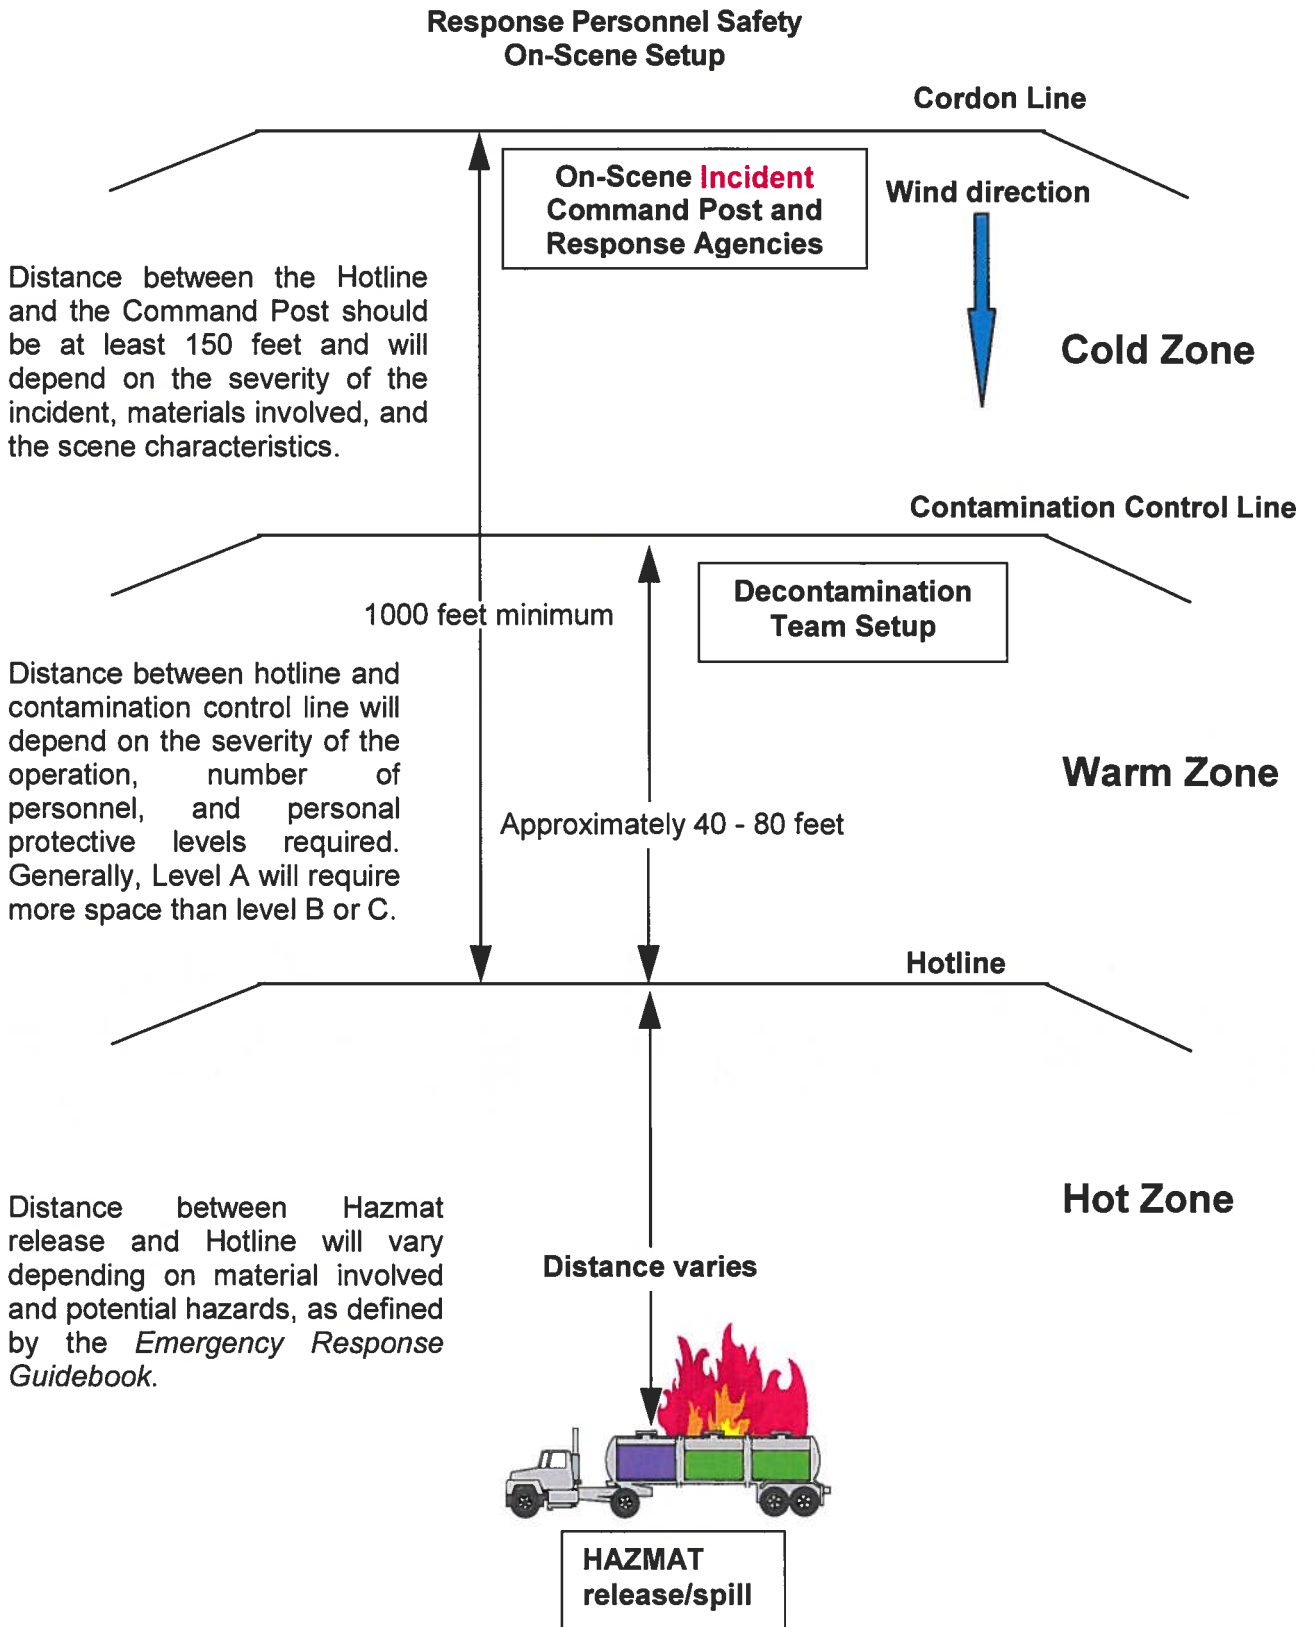 Response Personnel Safety
On-Scene Setup
Cordon Line
On-Scene Incident
Command Post and
Response Agencies
Wind direction
Distance between the Hotline
and the Command Post should
be at least 150 feet and will
depend on the severity of the
incident, materials involved, and
the scene characteristics.
Cold Zone
Contamination Control Line
Decontamination
Team Setup
1000 feet minimum
Distance between hotline and
contamination control line will
depend on the severity of the
operation, number of
personnel, and personal
protective levels required.
Generally, Level A will require
more space than level B or C.
Warm Zone
Approximately 40 - 80 feet
Hotline
Distance between Hazmat
release and Hotline will vary
depending on material involved
and potential hazards, as defined
by the Emergency Response
Guidebook.
Hot Zone
Distance varies
HAZMAT
release/spill